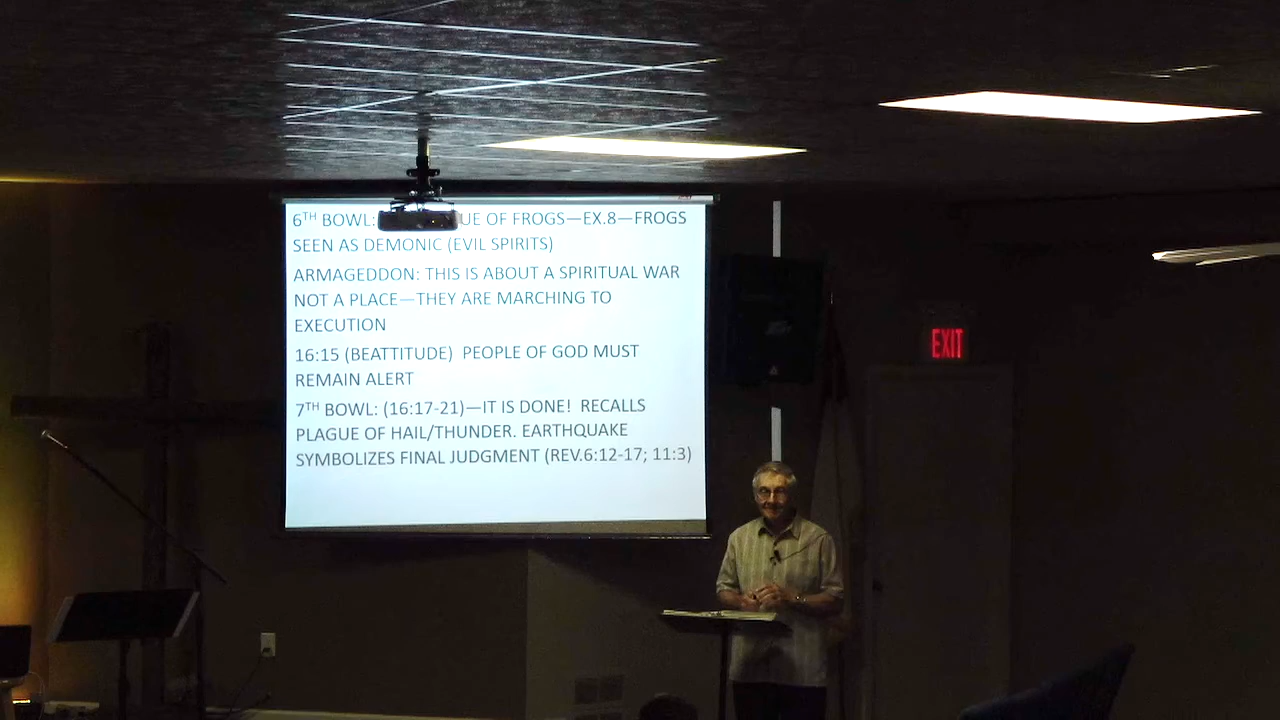 6TH BOWL: UE OF FROGS—EX.8—FROGS
SEEN AS DEMONIC (EVIL SPIRITS)
ARMAGEDDON: THIS IS ABOUT A SPIRITUAL WAR
NOT A PLACE—THEY ARE MARCHING TO
EXECUTION
16:15 (BEATTITUDE) PEOPLE OF GOD MUST
REMAIN ALERT
7TH BOWL: (16:17-21)—IT IS DONE! RECALLS
PLAGUE OF HAIL/THUNDER. EARTHQUAKE
SYMBOLIZES FINAL JUDGMENT (REV.6:12-17; 11:3)
EXIT